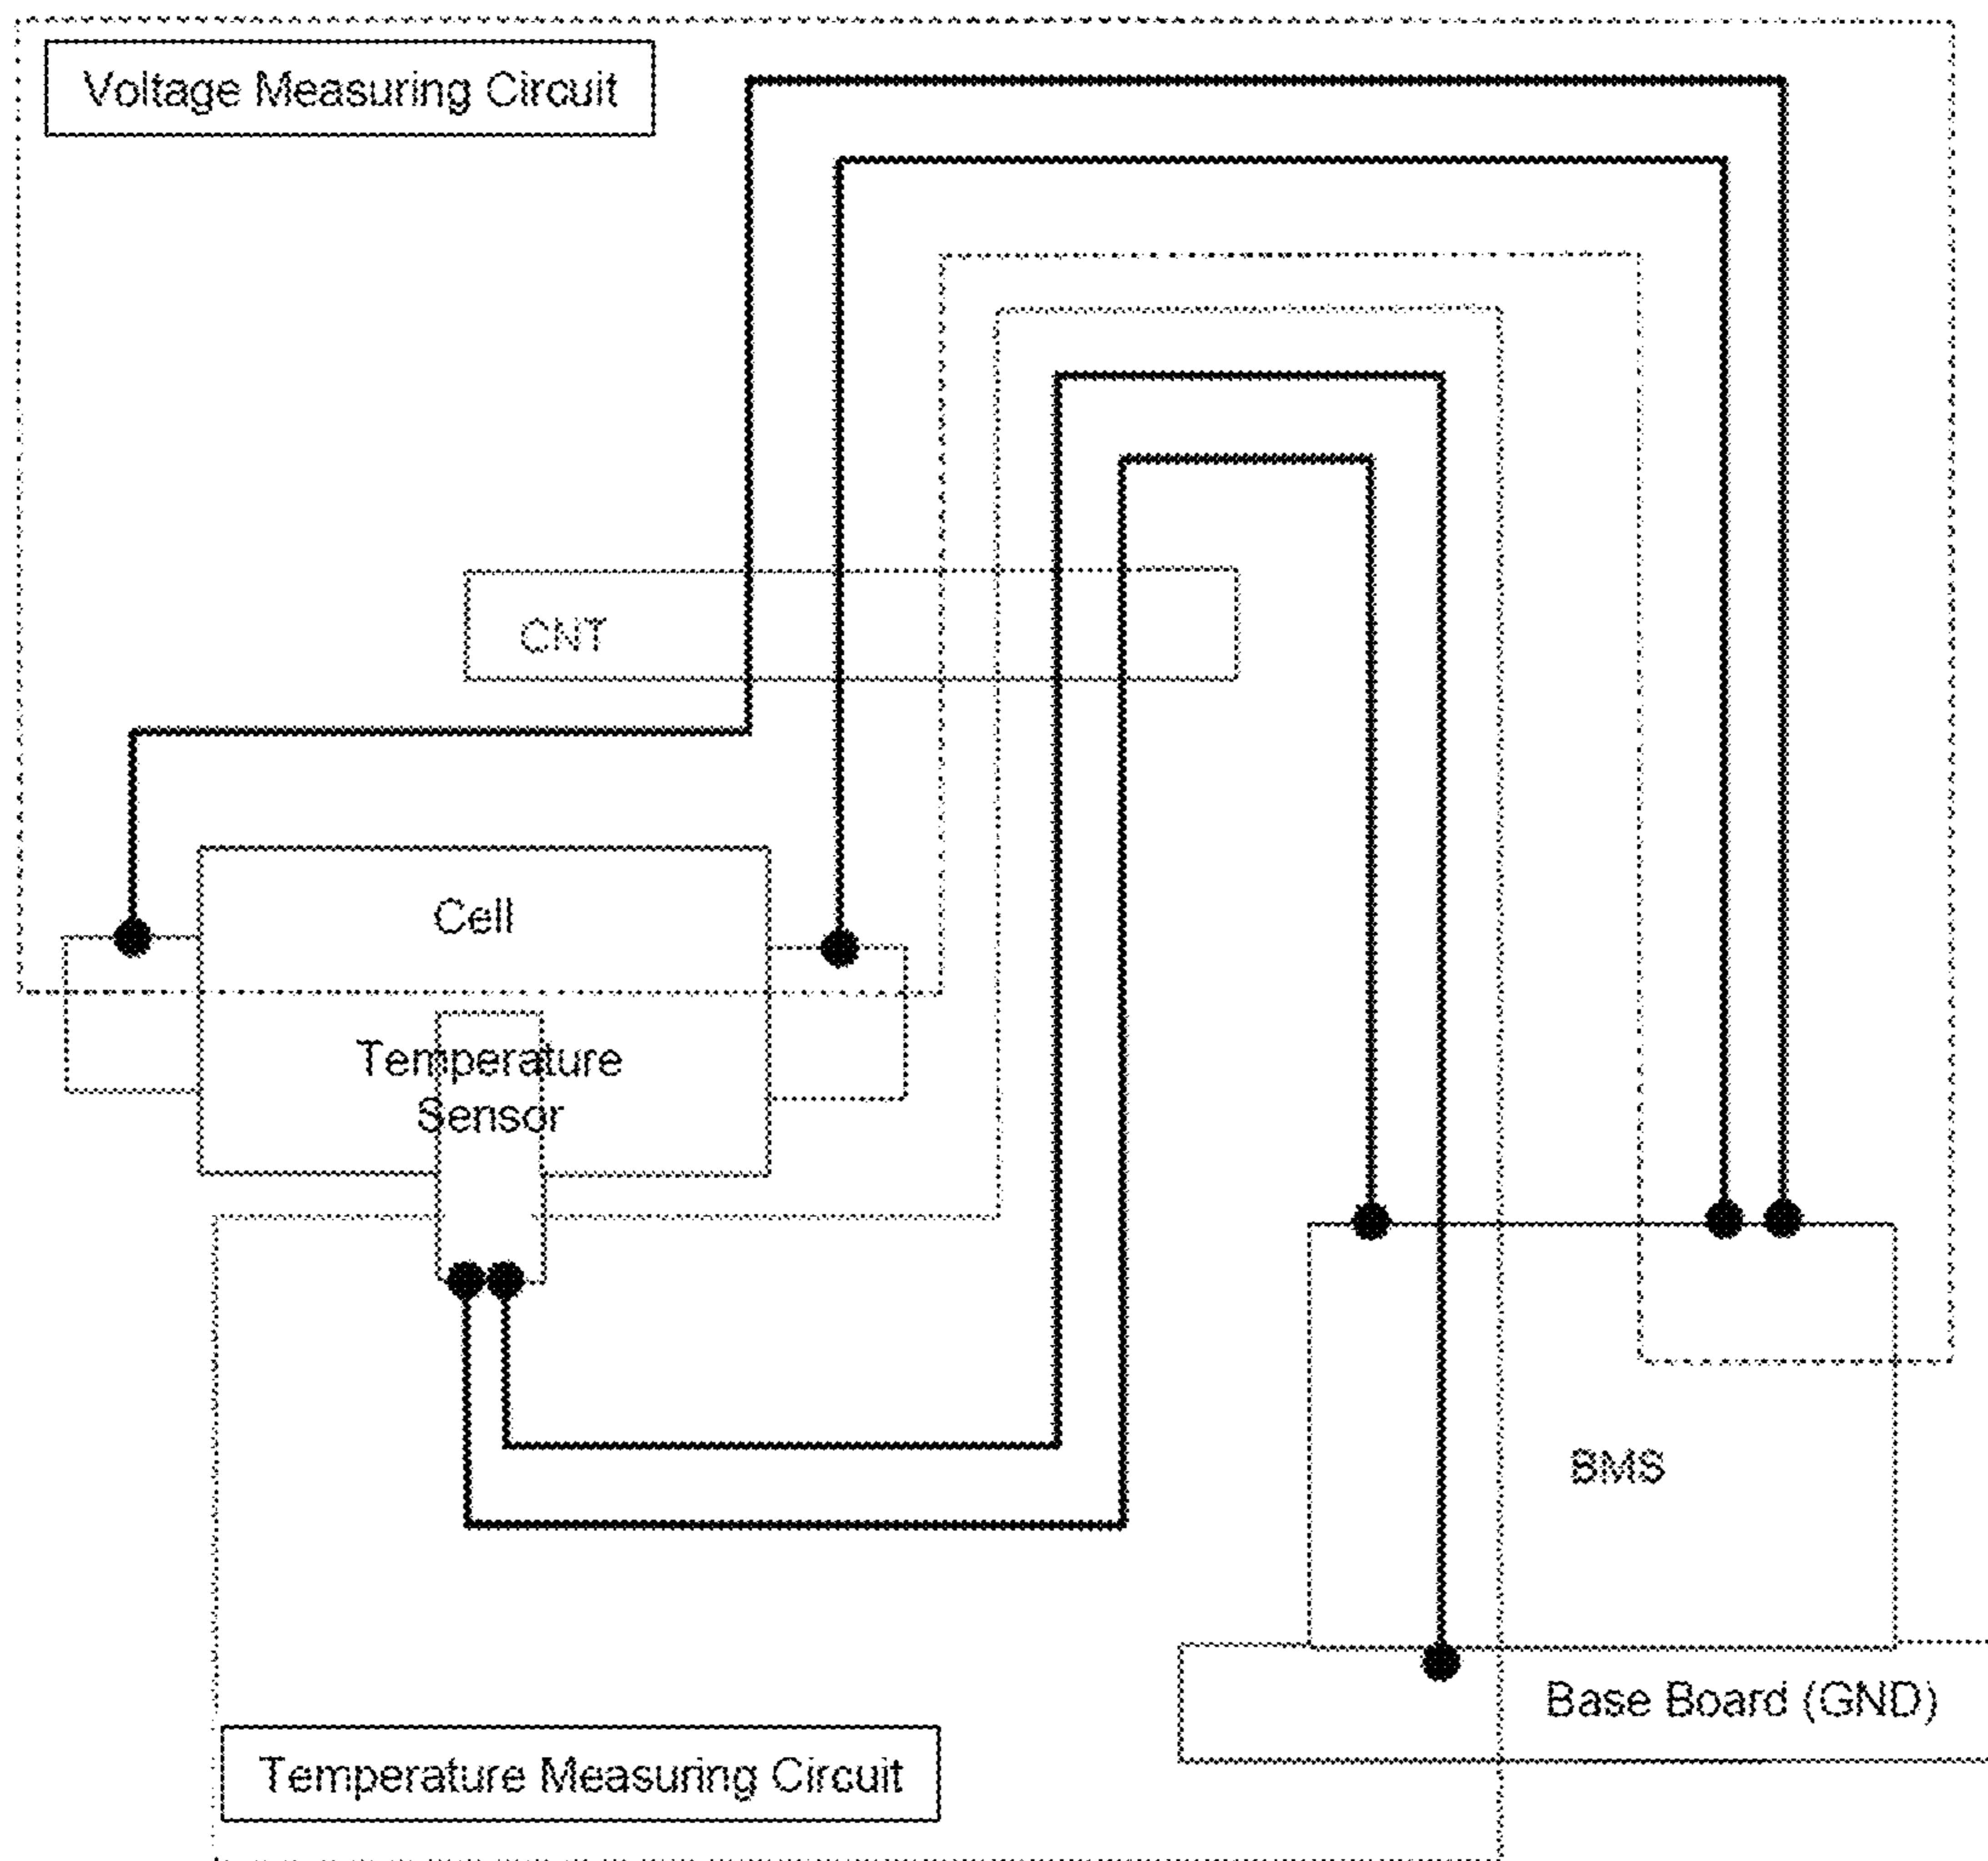 Voltage Measuring Circuit
CNT
Cell
Temperature
Sensor
BMS
Base Board (GND)
Temperature Measuring Circuit